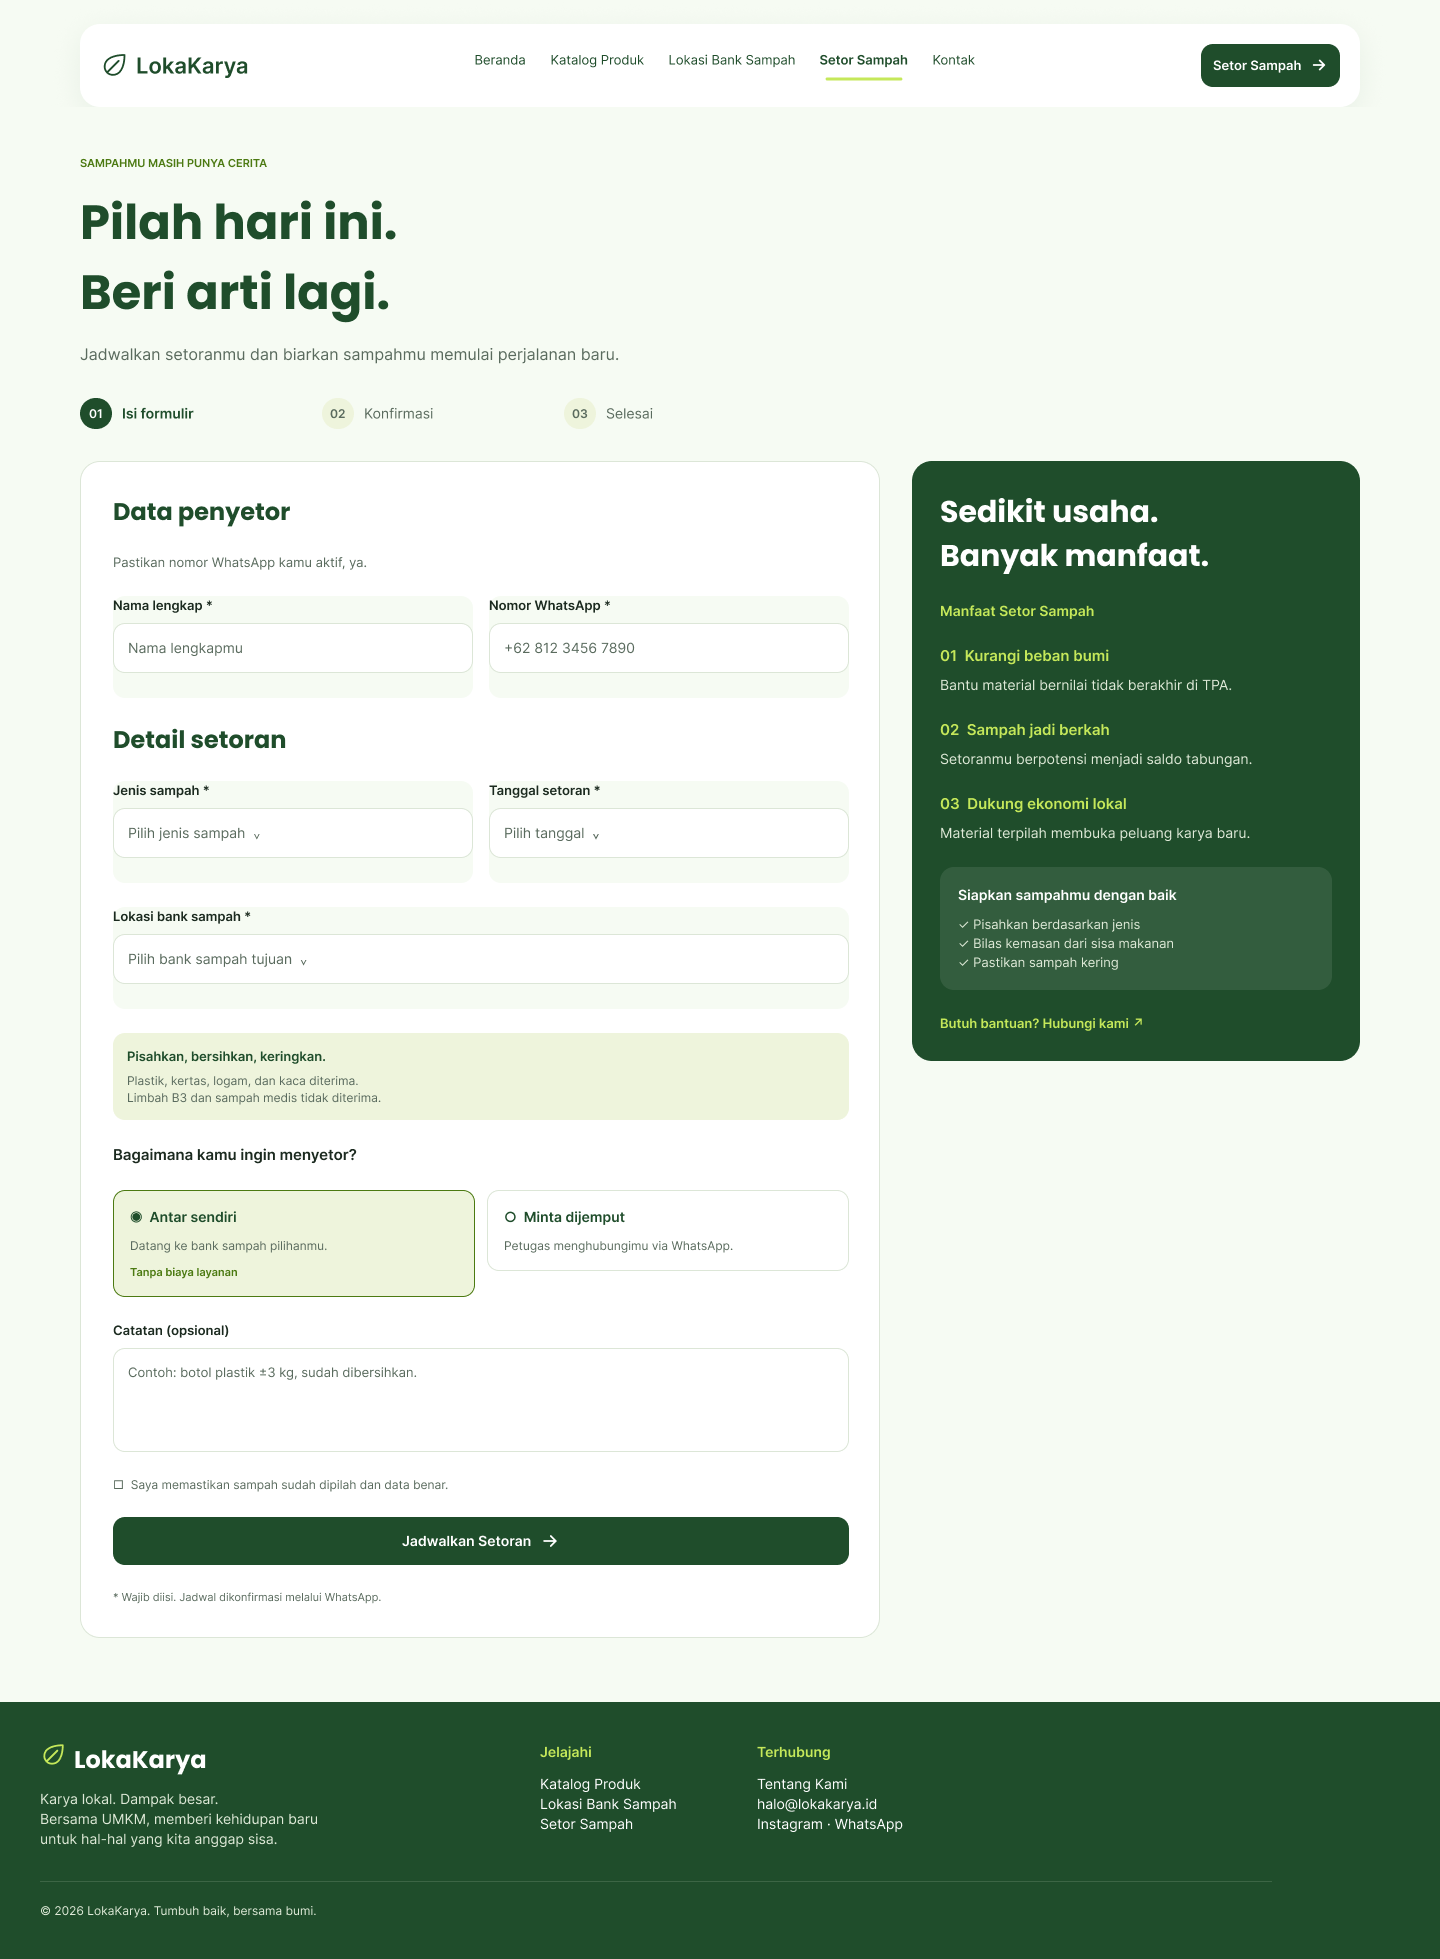 LokaKarya
Beranda
Katalog Produk
Lokasi Bank Sampah
Setor Sampah
Kontak
Setor Sampah →
SAMPAHMU MASIH PUNYA CERITA
Pilah hari ini.
Beri arti lagi.
Jadwalkan setoranmu dan biarkan sampahmu memulai perjalanan baru.
01 Isi formulir
02 Konfirmasi
03 Selesai
Data penyetor
Pastikan nomor WhatsApp kamu aktif, ya.
Nama lengkap *
Nama lengkapmu
Nomor WhatsApp *
+62 812 3456 7890
Detail setoran
Jenis sampah *
Pilih jenis sampah
Tanggal setoran *
Pilih tanggal
Lokasi bank sampah *
Pilih bank sampah tujuan
Pisahkan, bersihkan, keringkan.
Plastik, kertas, logam, dan kaca diterima.
Limbah B3 dan sampah medis tidak diterima.
Bagaimana kamu ingin menyetor?
◉ Antar sendiri
Datang ke bank sampah pilihanmu.
Tanpa biaya layanan
○ Minta dijemput
Petugas menghubungimu via WhatsApp.
Catatan (opsional)
Contoh: botol plastik ±3 kg, sudah dibersihkan.
☐ Saya memastikan sampah sudah dipilah dan data benar.
Jadwalkan Setoran →
* Wajib diisi. Jadwal dikonfirmasi melalui WhatsApp.
Sedikit usaha.
Banyak manfaat.
Manfaat Setor Sampah
01 Kurangi beban bumi
Bantu material bernilai tidak berakhir di TPA.
02 Sampah jadi berkah
Setoranmu berpotensi menjadi saldo tabungan.
03 Dukung ekonomi lokal
Material terpilah membuka peluang karya baru.
Siapkan sampahmu dengan baik
✓ Pisahkan berdasarkan jenis
✓ Bilas kemasan dari sisa makanan
✓ Pastikan sampah kering
Butuh bantuan? Hubungi kami ↗
LokaKarya
Karya lokal. Dampak besar.
Bersama UMKM, memberi kehidupan baru
untuk hal-hal yang kita anggap sisa.
Jelajahi
Katalog Produk
Lokasi Bank Sampah
Setor Sampah
Terhubung
Tentang Kami
halo@lokakarya.id
Instagram · WhatsApp
© 2026 LokaKarya. Tumbuh baik, bersama bumi.